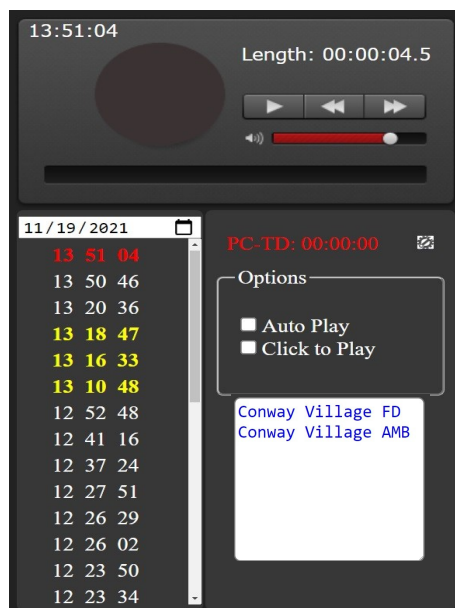 13:51:04
Length: 00:00:04.5
11/19/2021
13 51 04
13 50 46
13 20 36
13 18 47
13 16 33
13 10 48
12 52 48
12 41 16
12 37 24
12 27 51
12 26 29
12 26 02
12 23 50
12 23 34
PC-TD: 00:00:00
Options
Auto Play
Click to Play
Conway Village FD
Conway Village AMB